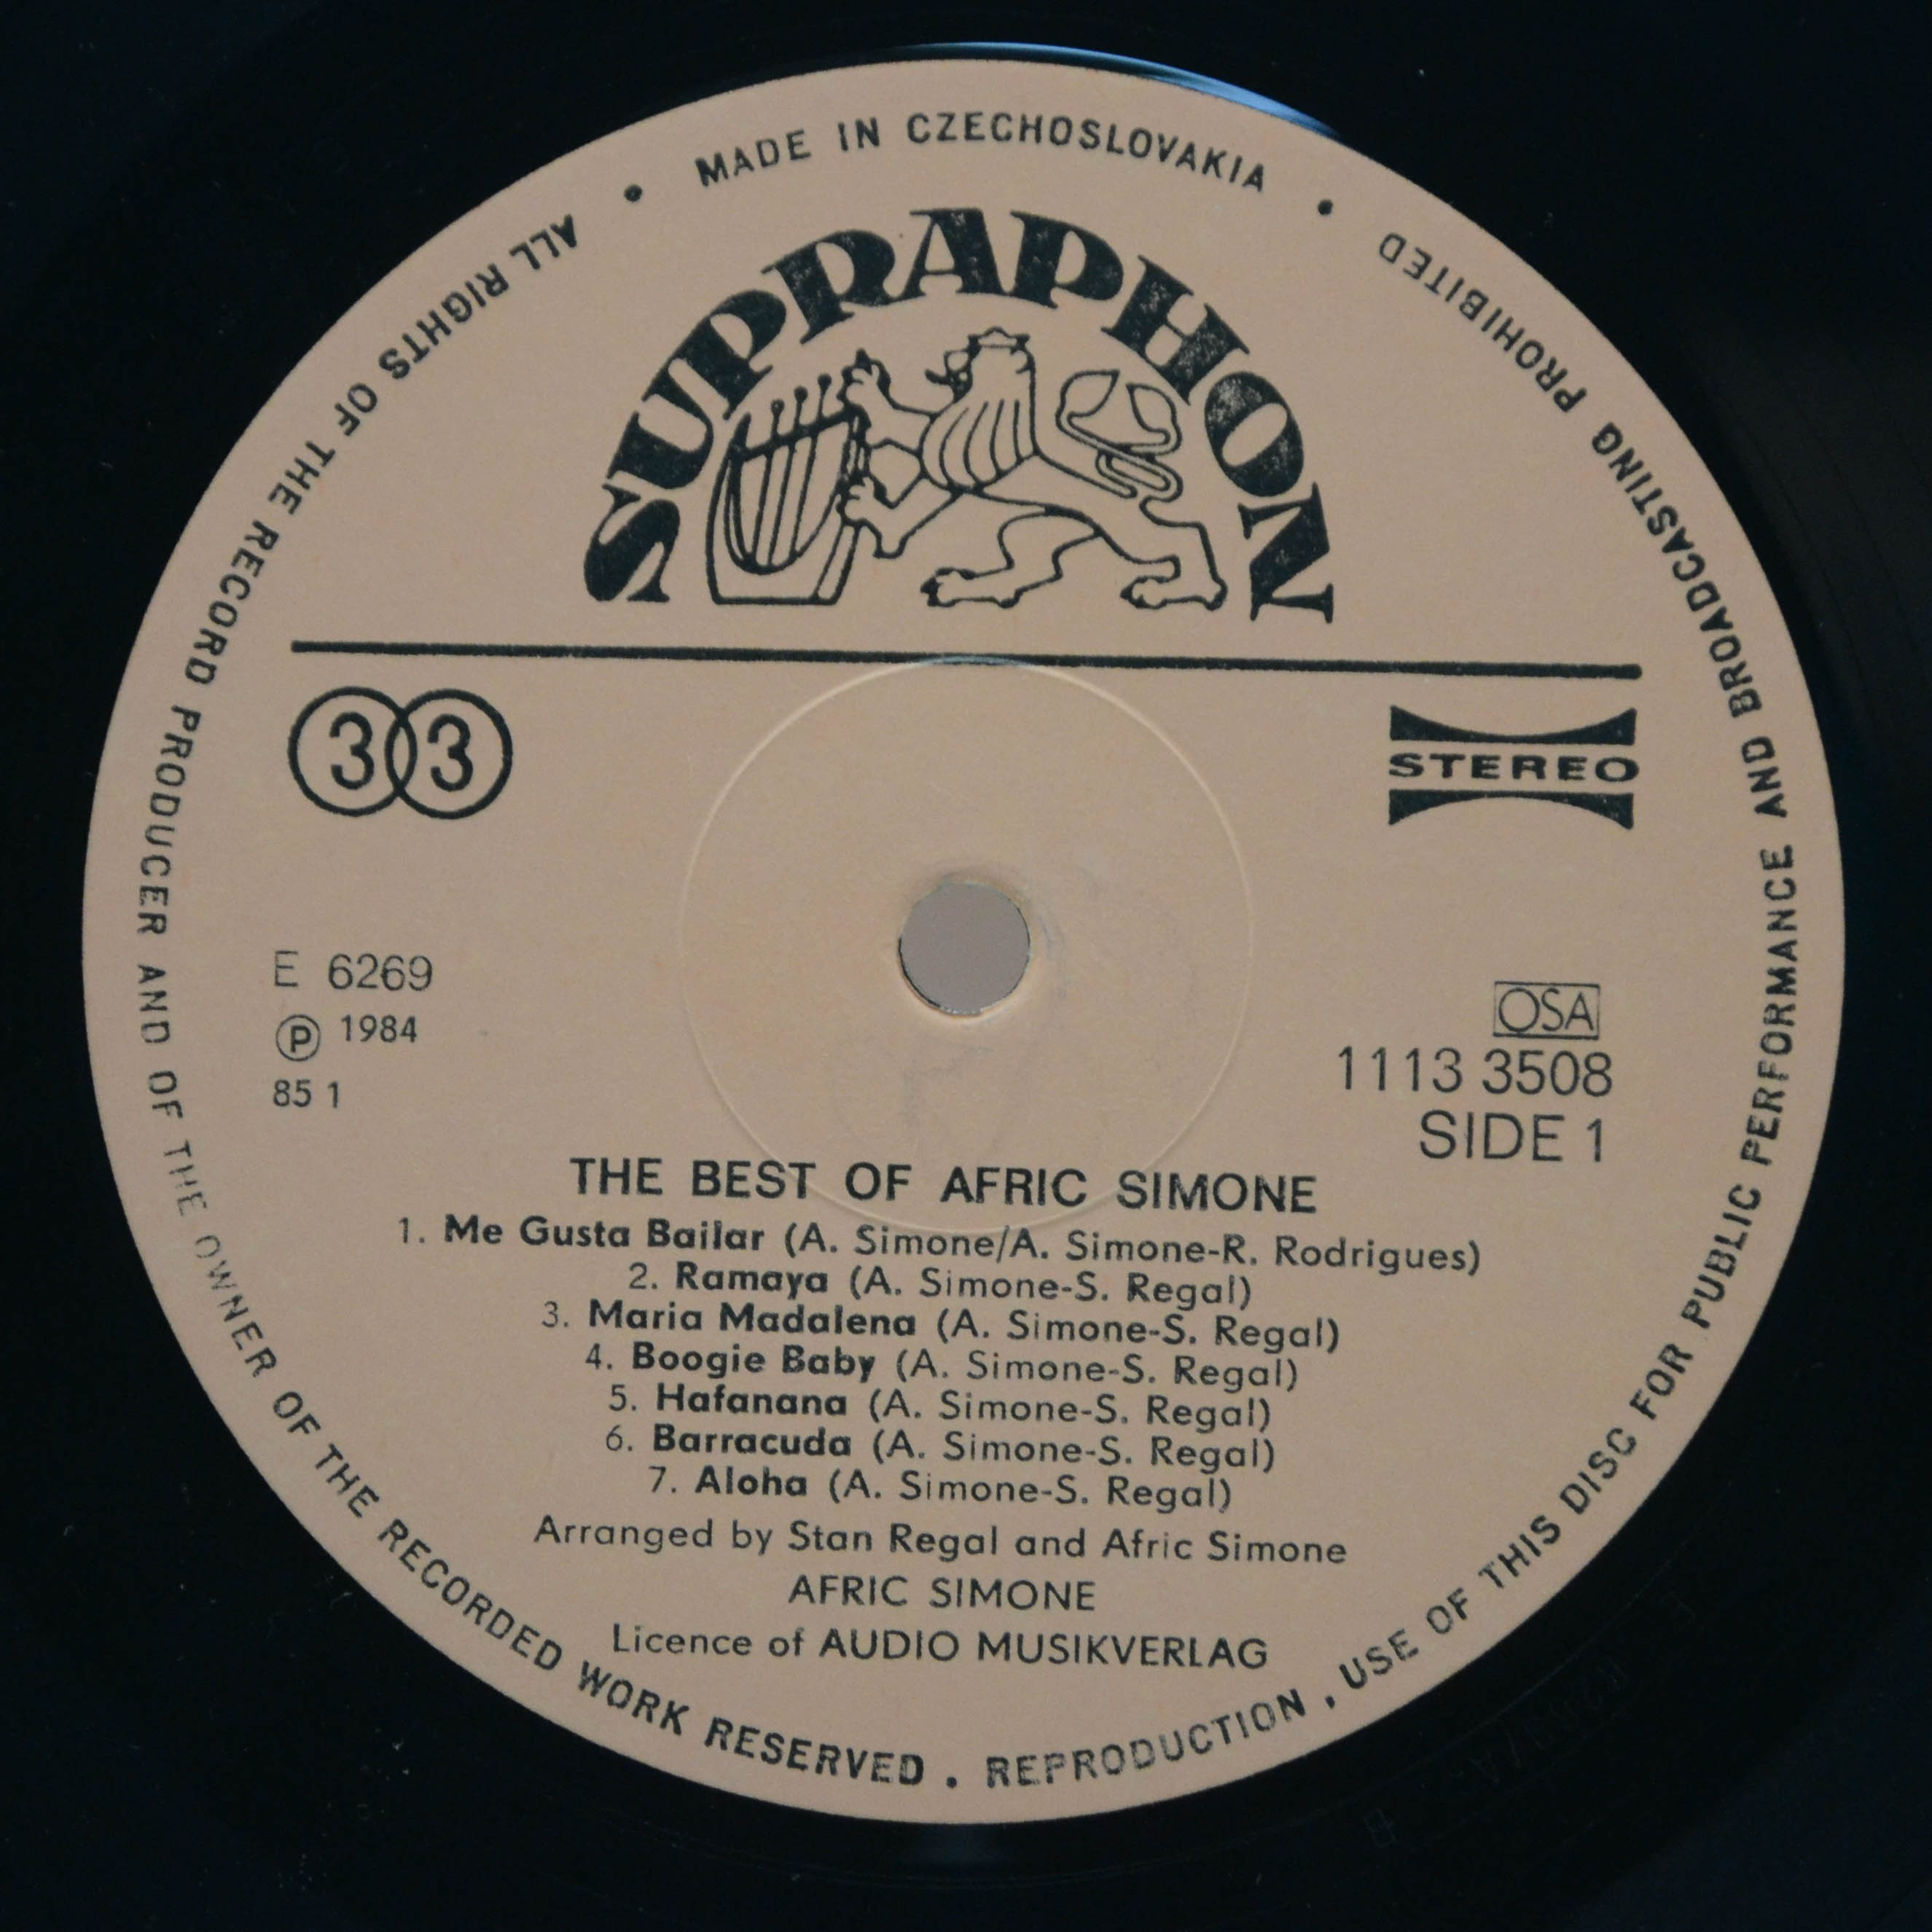 MADE IN CZECHOSLOVAKIA
ALL RIGHTS OF THE RECORD PRODUCER AND OF THE OWNER OF THE RECORDED WORK RESERVED . REPRODUCTION , USE OF THIS DISC FOR PUBLIC PERFORMANCE AND BROADCASTING PROHIBITED
SUPRAPHON
33
STEREO
E 6269
Ⓟ 1984
85 1
OSA
1113 3508
SIDE 1
THE BEST OF AFRIC SIMONE
1. Me Gusta Bailar (A. Simone/A. Simone-R. Rodrigues)
2. Ramaya (A. Simone-S. Regal)
3. Maria Madalena (A. Simone-S. Regal)
4. Boogie Baby (A. Simone-S. Regal)
5. Hafanana (A. Simone-S. Regal)
6. Barracuda (A. Simone-S. Regal)
7. Aloha (A. Simone-S. Regal)
Arranged by Stan Regal and Afric Simone
AFRIC SIMONE
Licence of AUDIO MUSIKVERLAG